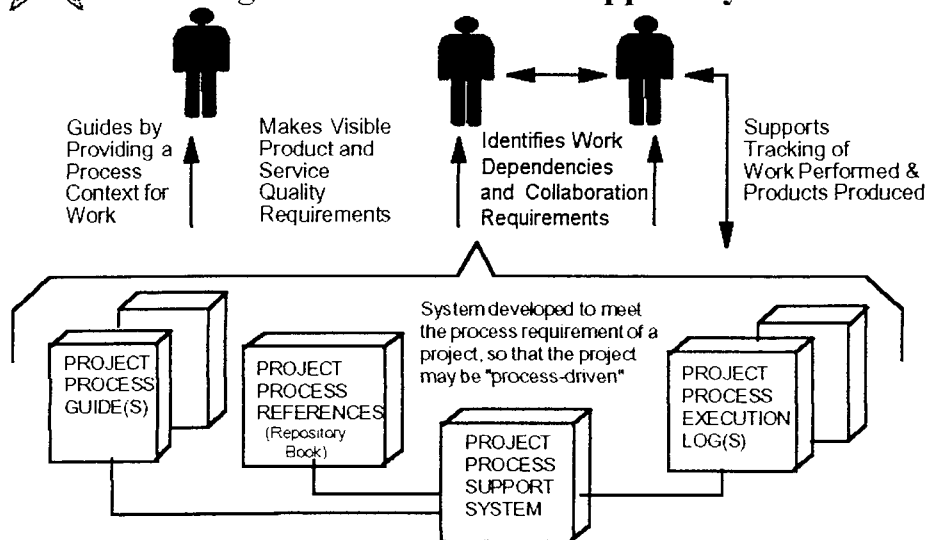 Guides by
Providing a
Process
Context for
Work
Makes Visible
Product and
Service
Quality
Requirements
Identifies Work
Dependencies
and Collaboration
Requirements
Supports
Tracking of
Work Performed &
Products Produced
System developed to meet
the process requirement of a
project, so that the project
may be "process-driven"
PROJECT
PROCESS
GUIDE(S)
PROJECT
PROCESS
REFERENCES
(Repository
Book)
PROJECT
PROCESS
SUPPORT
SYSTEM
PROJECT
PROCESS
EXECUTION
LOG(S)